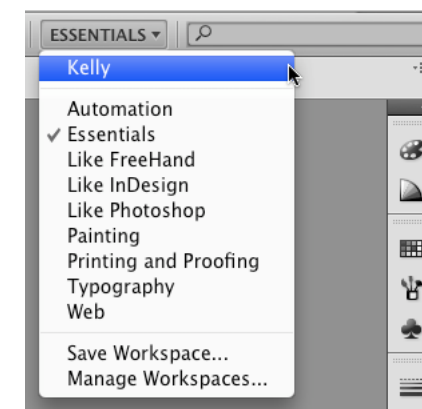 ESSENTIALS
Kelly
Automation
Essentials
Like FreeHand
Like InDesign
Like Photoshop
Painting
Printing and Proofing
Typography
Web
Save Workspace...
Manage Workspaces...